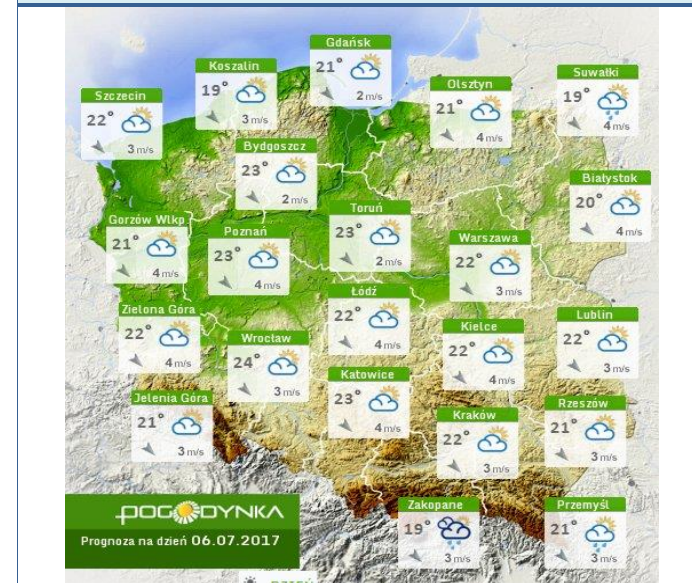 Gdańsk
21°
2 m/s
Koszalin
19°
3 m/s
Suwałki
19°
4 m/s
Olsztyn
21°
4 m/s
Szczecin
22°
3 m/s
Bydgoszcz
23°
2 m/s
Białystok
20°
4 m/s
Toruń
23°
2 m/s
Gorzów Wlkp
21°
4 m/s
Poznań
23°
4 m/s
Warszawa
22°
3 m/s
Łódź
22°
4 m/s
Zielona Góra
22°
4 m/s
Lublin
22°
3 m/s
Kielce
22°
4 m/s
Wrocław
24°
3 m/s
Katowice
23°
4 m/s
Jelenia Góra
21°
3 m/s
Rzeszów
21°
3 m/s
Kraków
22°
3 m/s
Zakopane
19°
3 m/s
Przemyśl
21°
3 m/s
POGODYNKA
Prognoza na dzień 06.07.2017